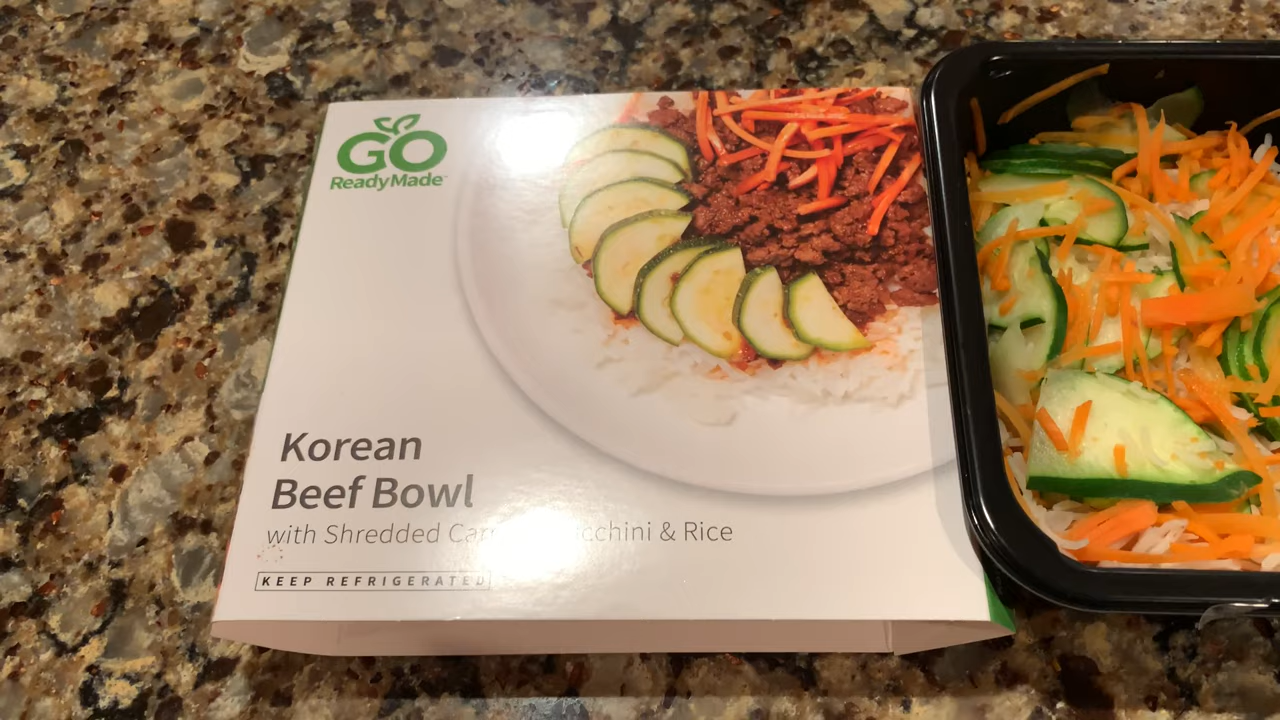 GO
ReadyMade
Korean
Beef Bowl
with Shredded & Rice
KEEP REFRIGERATED